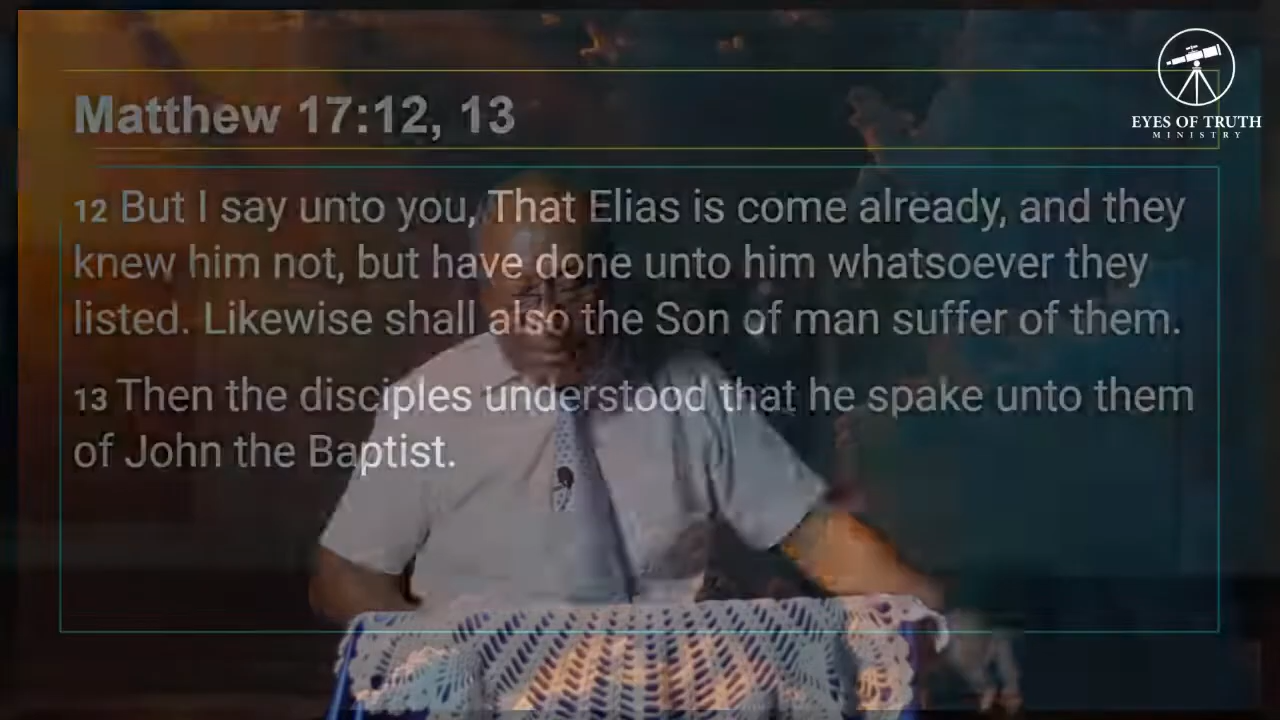 EYES OF TRUTH
MINISTRY
Matthew 17:12, 13
12 But I say unto you, That Elias is come already, and they
knew him not, but have done unto him whatsoever they
listed. Likewise shall also the Son of man suffer of them.
13 Then the disciples understood that he spake unto them
of John the Baptist.